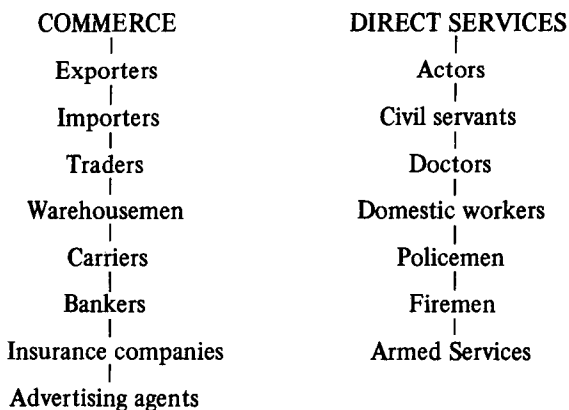 COMMERCE
Exporters
Importers
Traders
Warehousemen
Carriers
Bankers
Insurance companies
Advertising agents
DIRECT SERVICES
Actors
Civil servants
Doctors
Domestic workers
Policemen
Firemen
Armed Services